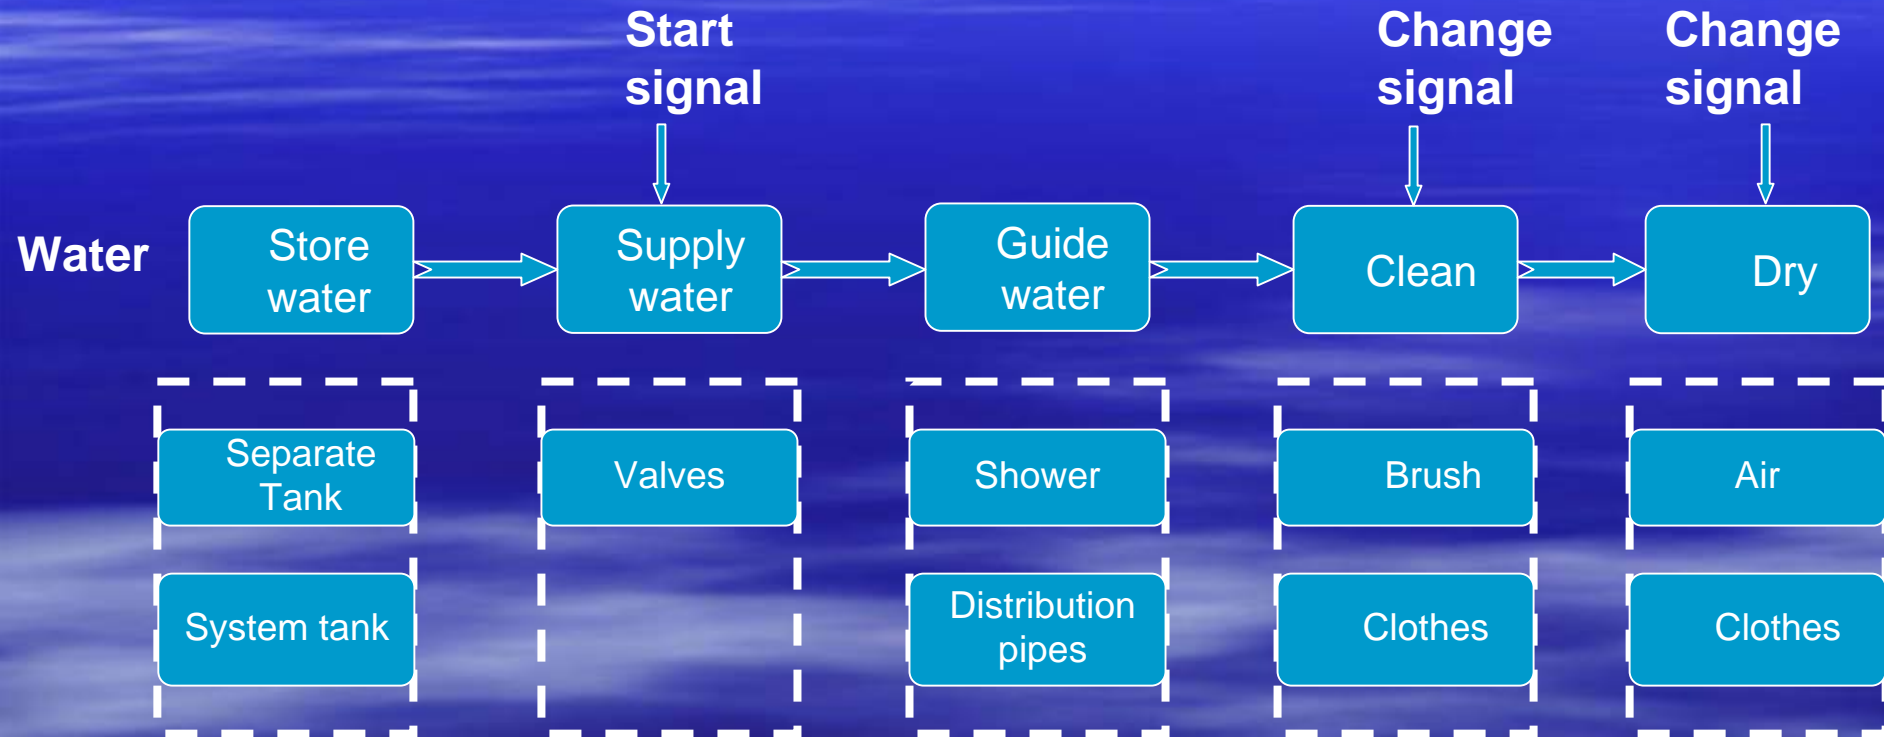 Start
signal
Change
signal
Change
signal
Water
Store
water
Supply
water
Guide
water
Clean
Dry
Separate
Tank
Valves
Shower
Brush
Air
System tank
Distribution
pipes
Clothes
Clothes